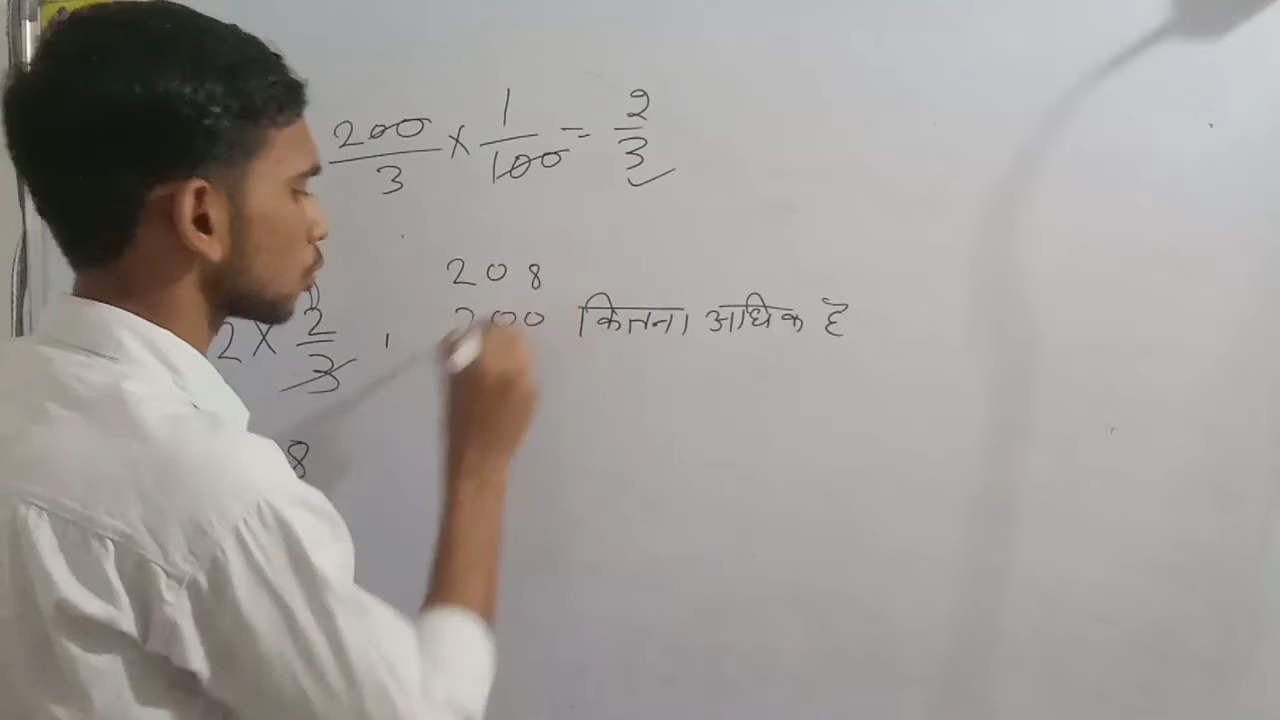 200/3 × 1/100 = 2/3
208
2 × 2/3 , 200 कितना अधिक है
8